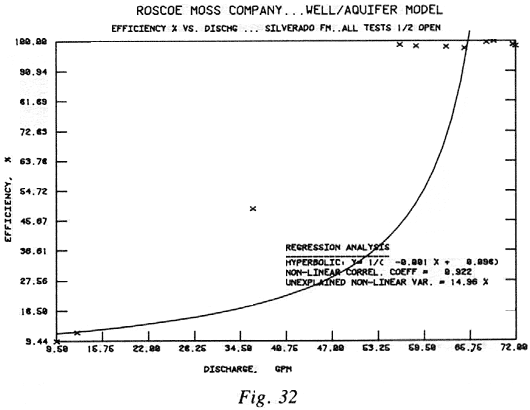 ROSCOE MOSS COMPANY...WELL/AQUIFER MODEL
EFFICIENCY % VS. DISCHG ... SILVERADO FM..ALL TESTS 1/2 OPEN
100.00
90.94
81.69
72.83
63.76
54.72
45.67
36.61
27.56
18.50
9.44
EFFICIENCY, %
REGRESSION ANALYSIS
HYPERBOLIC: Y= 1/( -0.001 X + 0.096)
NON-LINEAR CORREL. COEFF = 0.922
UNEXPLAINED NON-LINEAR VAR. = 14.96 %
9.50 15.75 22.00 28.25 34.50 40.75 47.00 53.25 59.50 65.75 72.00
DISCHARGE, GPM
Fig. 32